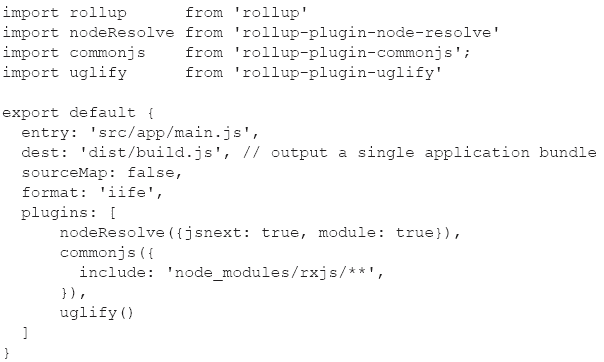 import rollup      from 'rollup'
import nodeResolve from 'rollup-plugin-node-resolve'
import commonjs    from 'rollup-plugin-commonjs';
import uglify      from 'rollup-plugin-uglify'

export default {
  entry: 'src/app/main.js',
  dest: 'dist/build.js', // output a single application bundle
  sourceMap: false,
  format: 'iife',
  plugins: [
      nodeResolve({jsnext: true, module: true}),
      commonjs({
        include: 'node_modules/rxjs/**',
      }),
      uglify()
  ]
}